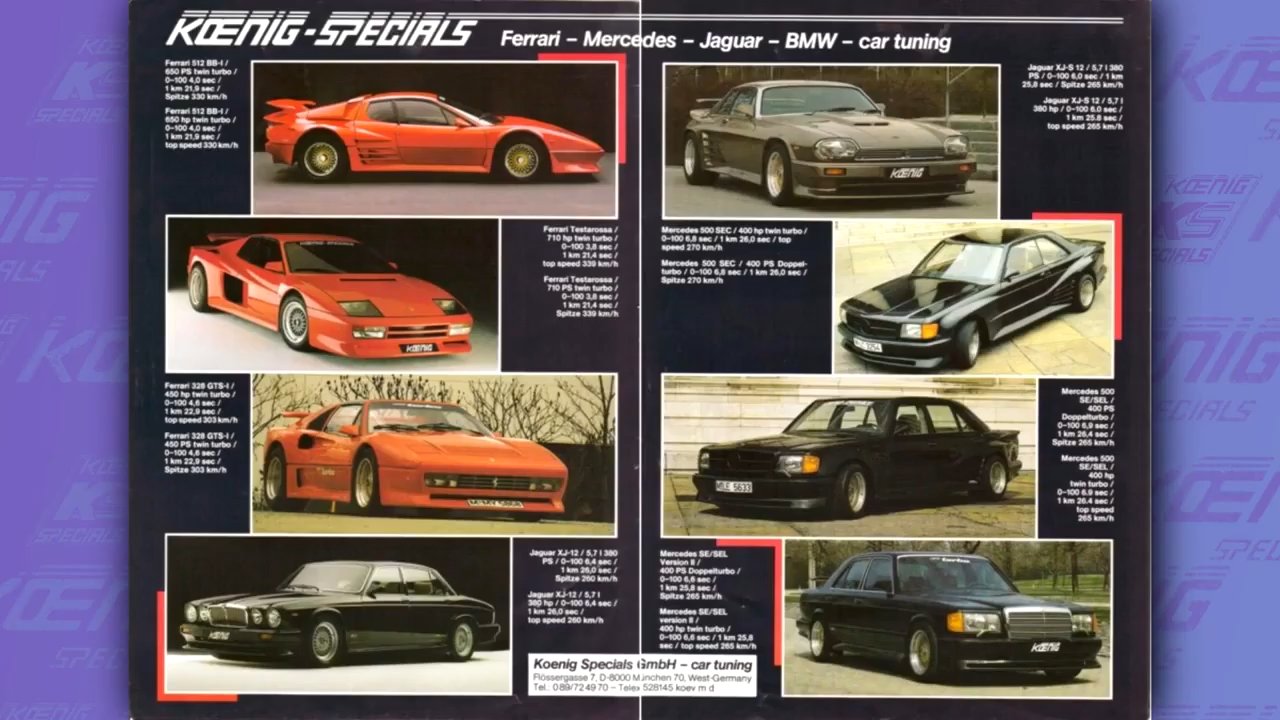 KŒNIG-SPECIALS
Ferrari – Mercedes – Jaguar – BMW – car tuning
Ferrari 512 BB-I /
650 PS twin turbo /
0–100 4,0 sec /
1 km 21,9 sec /
Spitze 330 km/h
Ferrari 512 BB-I /
650 hp twin turbo /
0–100 4,0 sec /
1 km 21,9 sec /
top speed 330 km/h
Jaguar XJ-S 12 / 5,7 l 380
PS / 0–100 6,0 sec / 1 km
25,8 sec / Spitze 265 km/h
Jaguar XJ-S 12 / 5,7 l
380 hp / 0–100 6.0 sec
1 km 25.8 sec /
top speed 265 km/h
KŒNIG
Ferrari Testarossa /
710 hp twin turbo /
0–100 3,8 sec /
1 km 21,4 sec /
top speed 339 km/h
Ferrari Testarossa /
710 PS twin turbo /
0–100 3,8 sec /
1 km 21,4 sec /
Spitze 339 km/h
KŒNIG-SPECIALS
KŒNIG
Mercedes 500 SEC / 400 hp twin turbo /
0–100 6,8 sec / 1 km 26,0 sec / top
speed 270 km/h
Mercedes 500 SEC / 400 PS Doppel-
turbo / 0–100 6,8 sec / 1 km 26,0 sec /
Spitze 270 km/h
Ferrari 328 GTS-I /
450 hp twin turbo /
0–100 4,6 sec /
1 km 22,9 sec /
top speed 303 km/h
Ferrari 328 GTS-I /
450 PS twin turbo /
0–100 4,6 sec /
1 km 22,9 sec /
Spitze 303 km/h
Mercedes 500
SE/SEL /
400 PS
Doppelturbo /
0–100 6,9 sec /
1 km 26,4 sec /
Spitze 265 km/h
Mercedes 500
SE/SEL /
400 hp
twin turbo /
0–100 6.9 sec /
1 km 26.4 sec /
top speed
265 km/h
5633
Jaguar XJ-12 / 5,7 l 380
PS / 0–100 6,4 sec /
1 km 26,0 sec /
Spitze 260 km/h
Jaguar XJ-12 / 5,7 l
380 hp / 0–100 6,4 sec /
1 km 26,0 sec /
top speed 260 km/h
KŒNIG
Mercedes SE/SEL
Version II /
400 PS Doppelturbo /
0–100 6,6 sec /
1 km 25,8 sec /
Spitze 265 km/h
Mercedes SE/SEL
version II /
400 hp twin turbo /
0–100 6,6 sec / 1 km 25,8
sec / top speed 265 km/h
KŒNIG
Koenig Specials GmbH – car tuning
Flössergasse 7, D-8000 München 70, West-Germany
Tel.: 0 89/7 24 97 70 – Telex 528145 koev m d